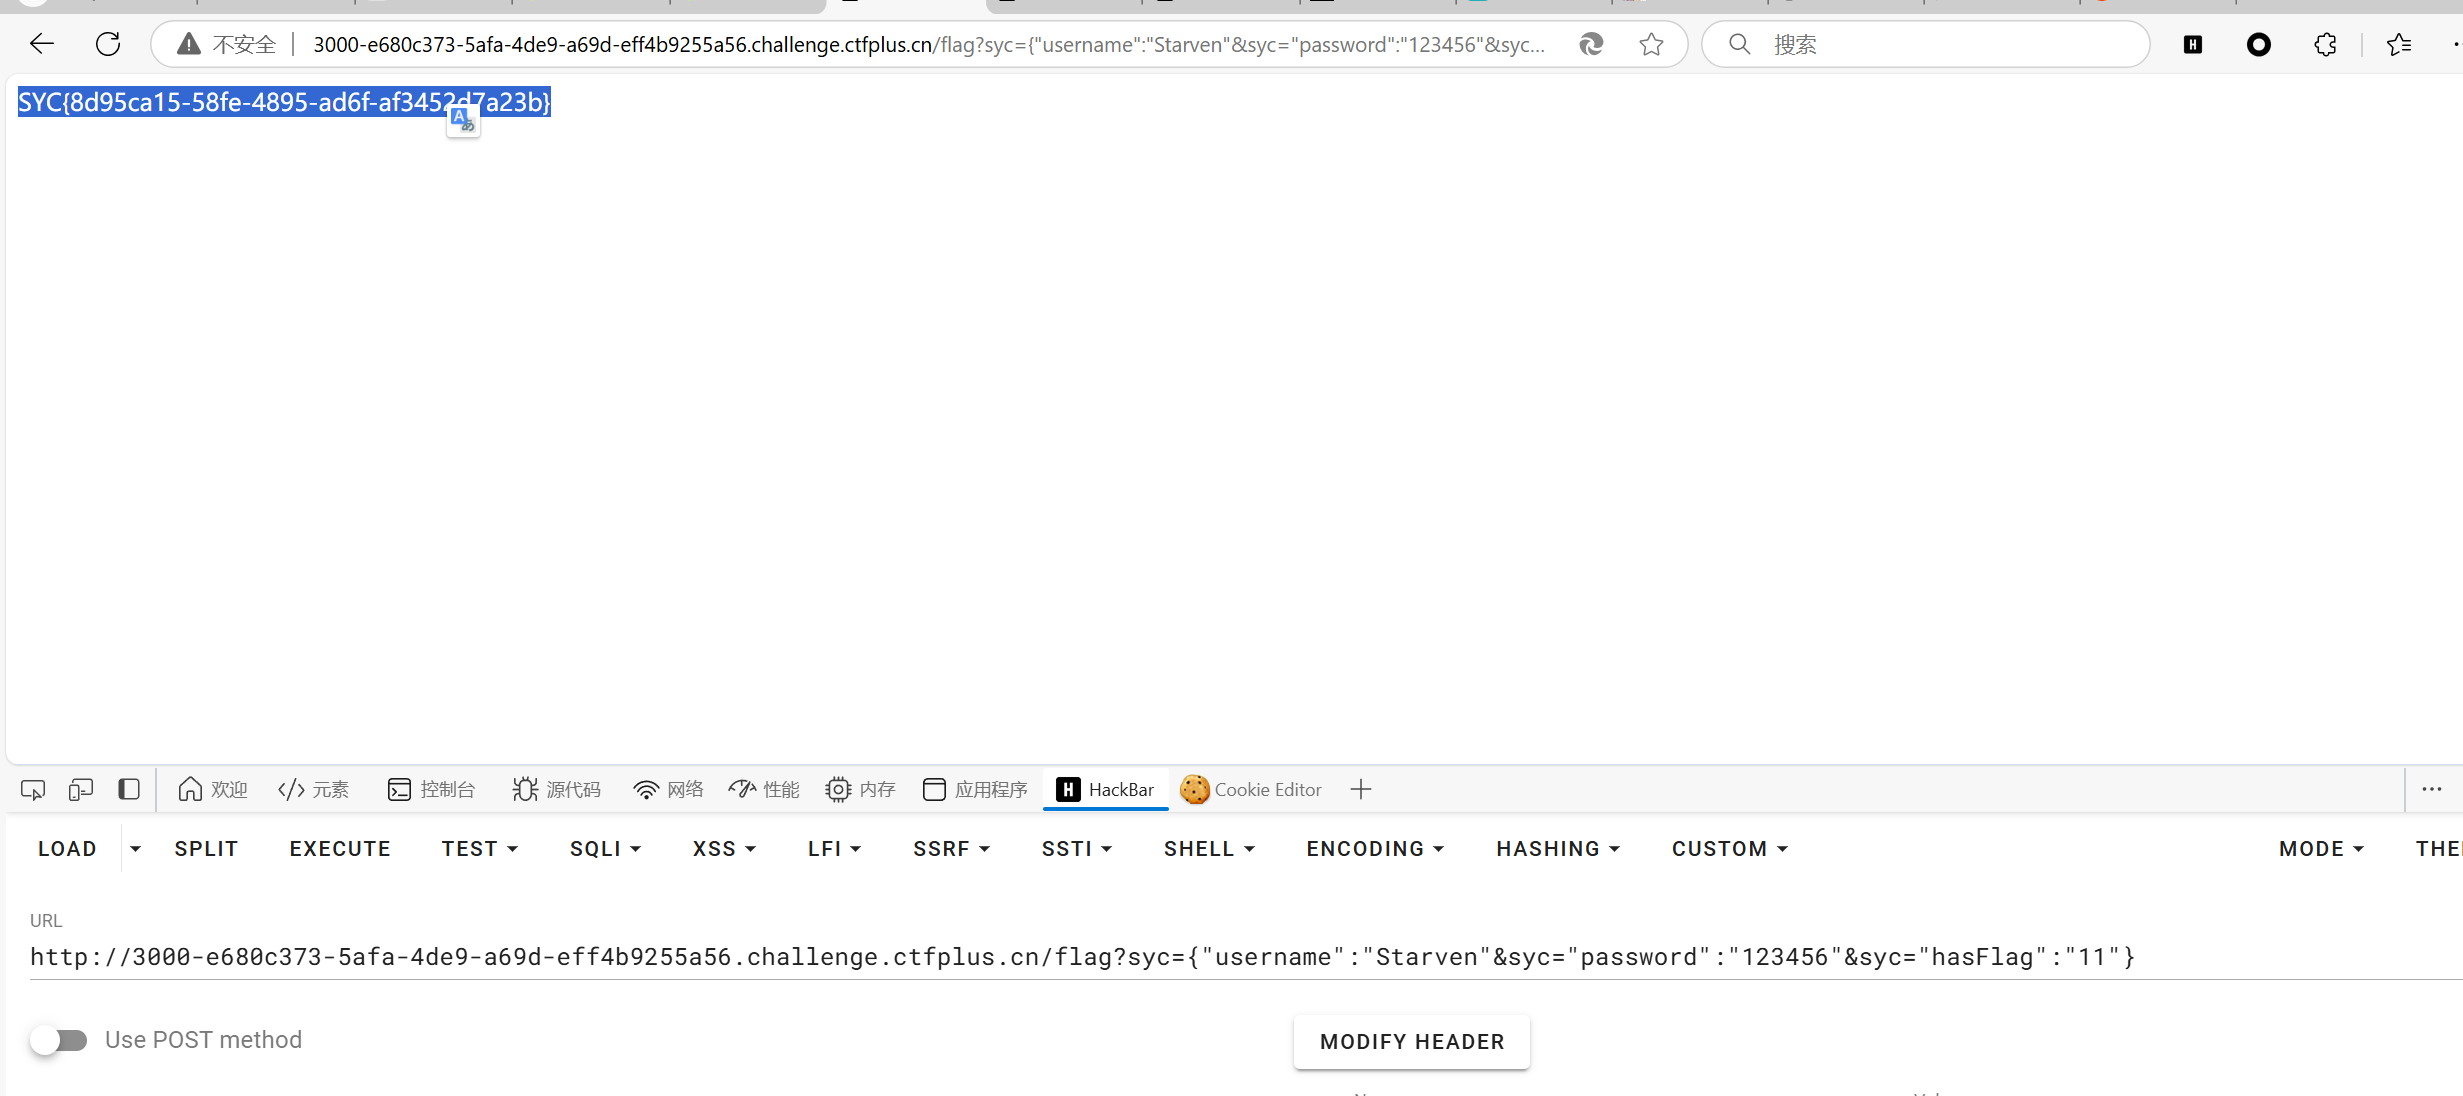 不安全 3000-e680c373-5afa-4de9-a69d-eff4b9255a56.challenge.ctfplus.cn/flag?syc={"username":"Starven"&syc="password":"123456"&syc... 搜索
SYC{8d95ca15-58fe-4895-ad6f-af3452d7a23b}
欢迎 元素 控制台 源代码 网络 性能 内存 应用程序 HackBar Cookie Editor
LOAD SPLIT EXECUTE TEST SQLI XSS LFI SSRF SSTI SHELL ENCODING HASHING CUSTOM MODE THE
URL
http://3000-e680c373-5afa-4de9-a69d-eff4b9255a56.challenge.ctfplus.cn/flag?syc={"username":"Starven"&syc="password":"123456"&syc="hasFlag":"11"}
Use POST method MODIFY HEADER